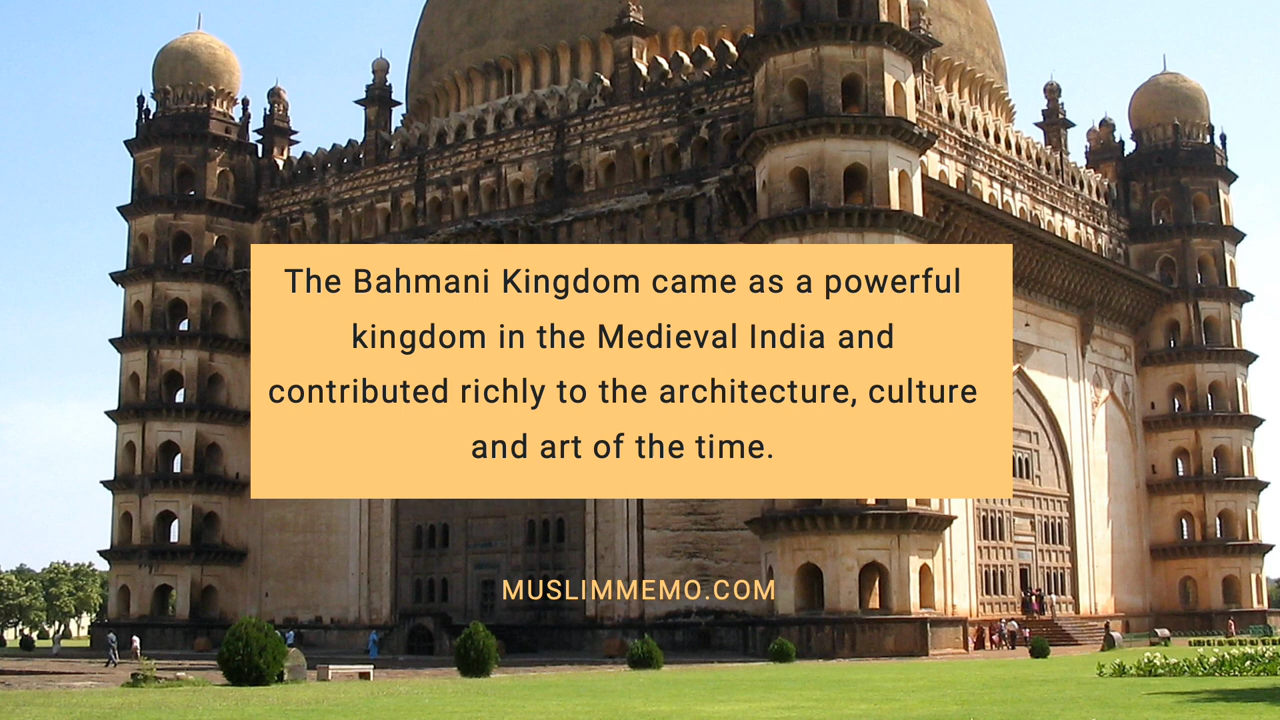 The Bahmani Kingdom came as a powerful
kingdom in the Medieval India and
contributed richly to the architecture, culture
and art of the time.
MUSLIMMEMO.COM